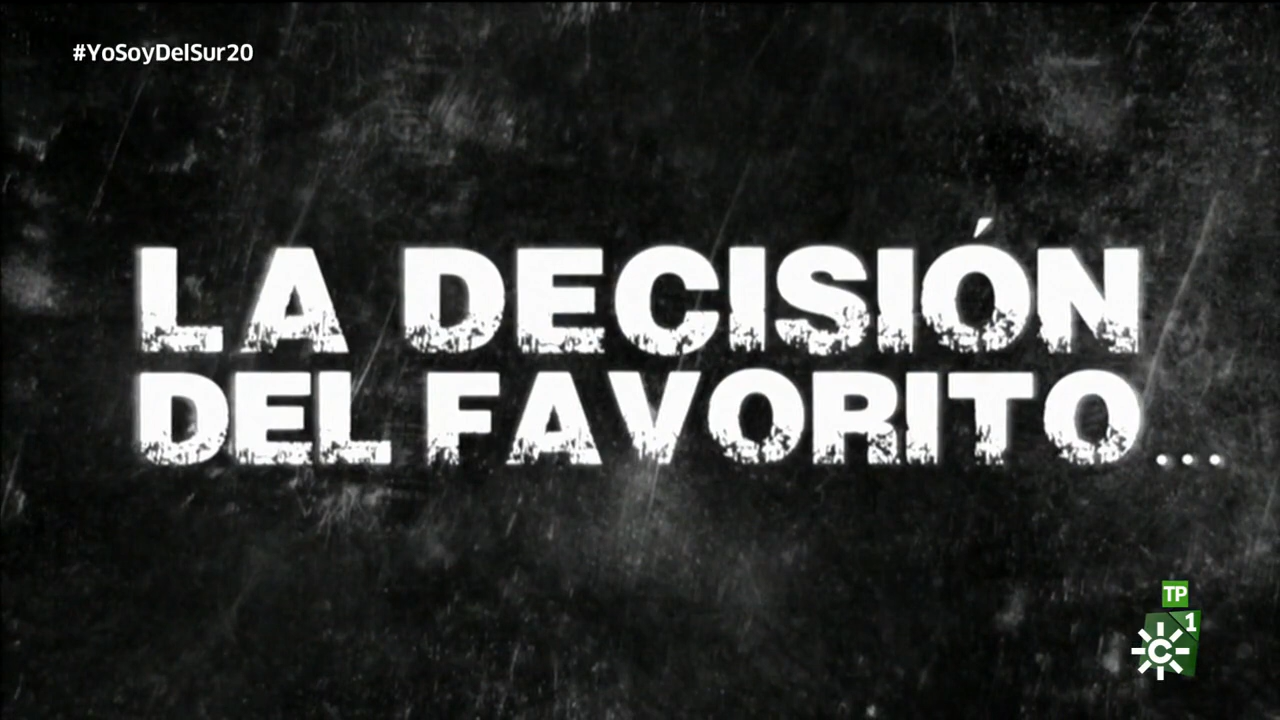 #YoSoyDelSur20
LA DECISIÓN
DEL FAVORITO...
TP
1
C